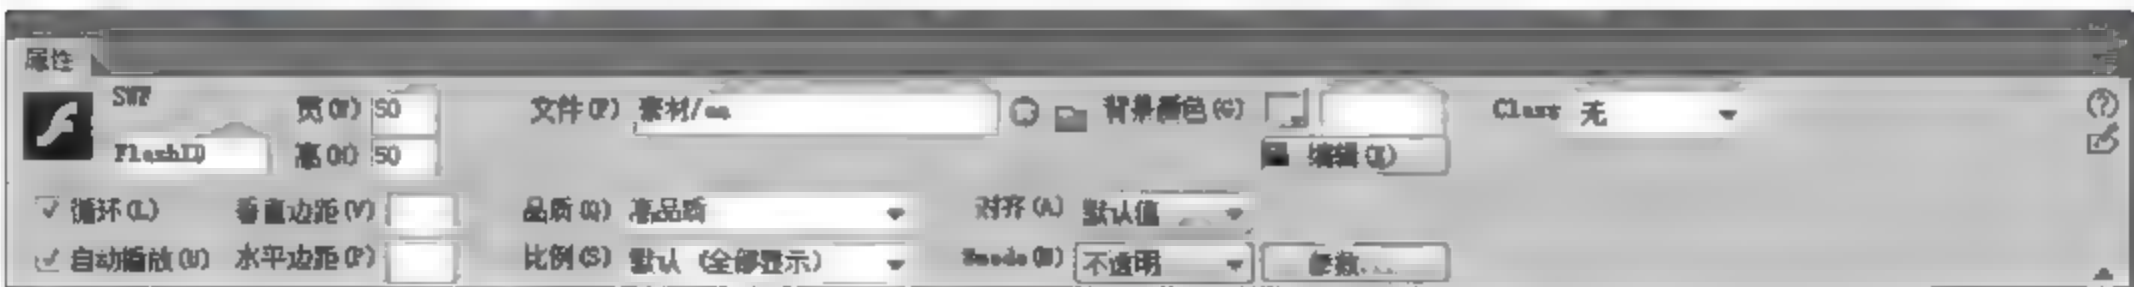 属性
SWF 宽(W) 50 文件(F) 素材/aa 背景颜色(C) Class 无
FlashID 高(H) 50 编辑(E)
循环(L) 垂直边距(V) 品质(Q) 高品质 对齐(A) 默认值
自动播放(U) 水平边距(P) 比例(S) 默认 (全部显示) Wmode(M) 不透明 参数...